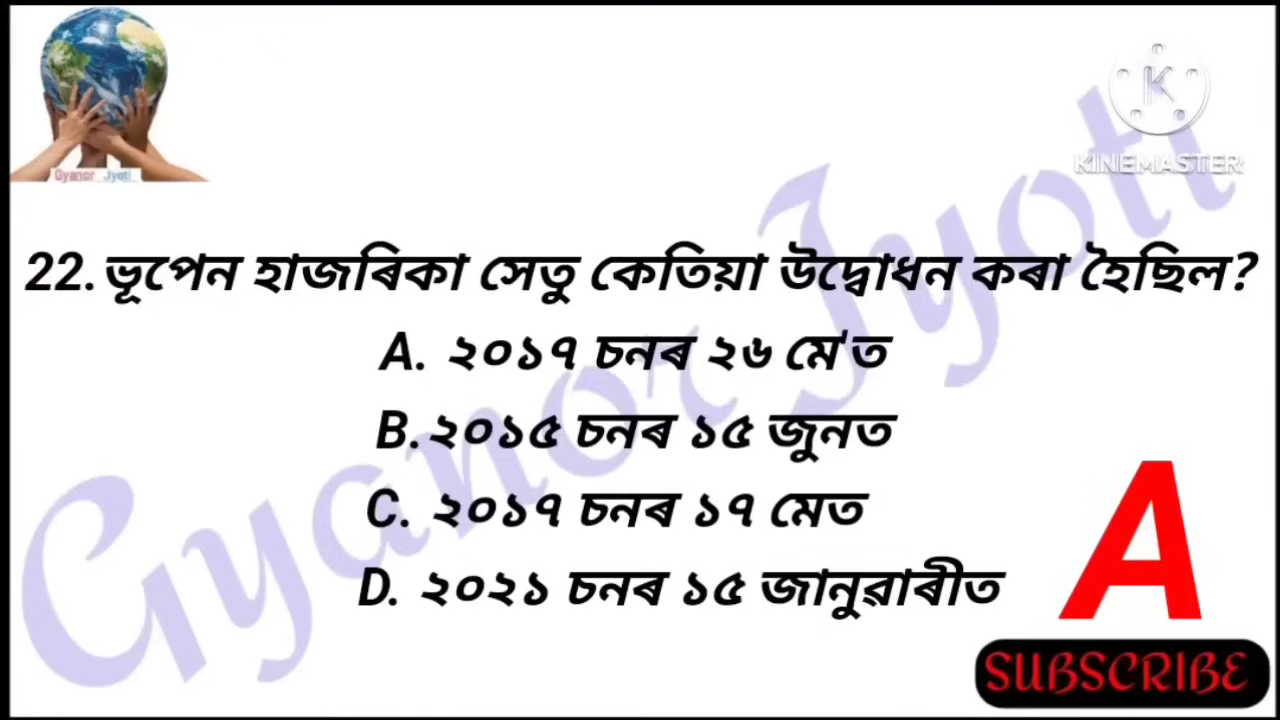 Gyanor Jyoti
K
KINEMASTER
Gyanor Jyoti
22.ভূপেন হাজৰিকা সেতু কেতিয়া উদ্বোধন কৰা হৈছিল?
A. ২০১৭ চনৰ ২৬ মে'ত
B.২০১৫ চনৰ ১৫ জুনত
C. ২০১৭ চনৰ ১৭ মেত
D. ২০২১ চনৰ ১৫ জানুৱাৰীত
A
SUBSCRIBE